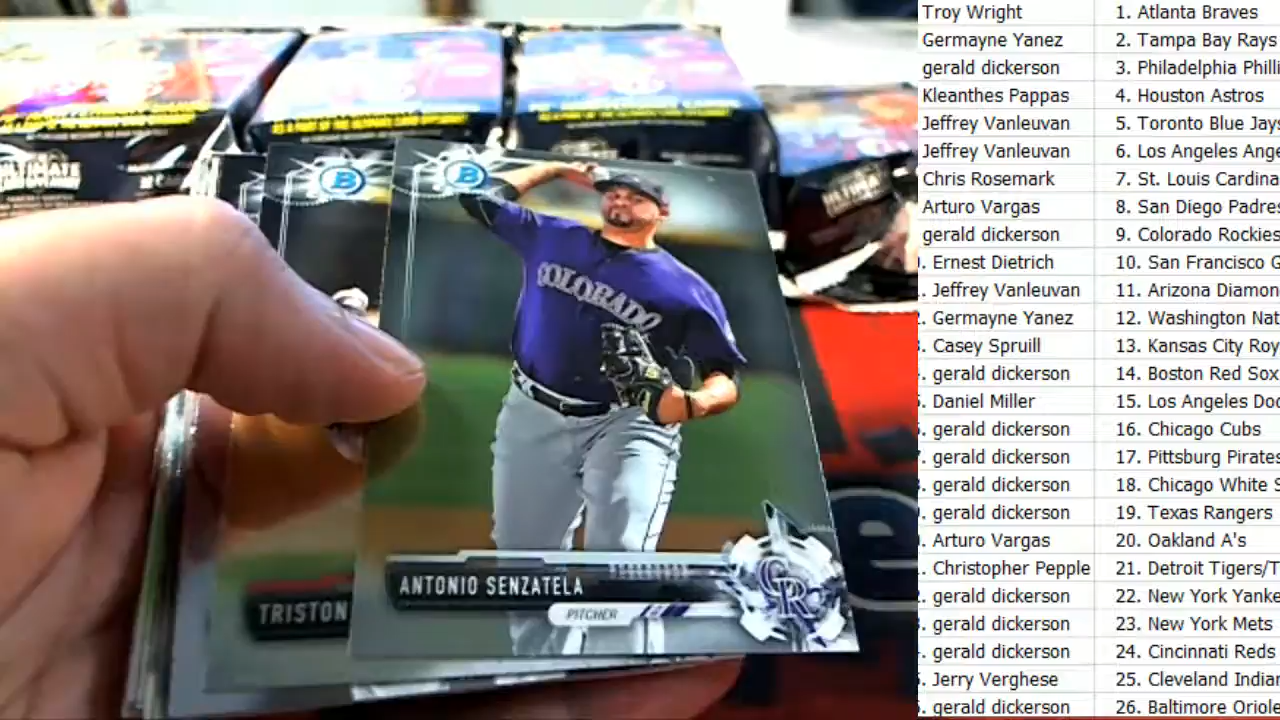 B
B
COLORADO
ANTONIO SENZATELA
PITCHER
CR
TRISTON
ULTIMATE
Troy Wright 1. Atlanta Braves
Germayne Yanez 2. Tampa Bay Rays
gerald dickerson 3. Philadelphia Philli
Kleanthes Pappas 4. Houston Astros
Jeffrey Vanleuvan 5. Toronto Blue Jays
Jeffrey Vanleuvan 6. Los Angeles Ange
Chris Rosemark 7. St. Louis Cardina
Arturo Vargas 8. San Diego Padres
gerald dickerson 9. Colorado Rockies
. Ernest Dietrich 10. San Francisco G
. Jeffrey Vanleuvan 11. Arizona Diamon
. Germayne Yanez 12. Washington Nat
. Casey Spruill 13. Kansas City Roy
. gerald dickerson 14. Boston Red Sox
. Daniel Miller 15. Los Angeles Doc
. gerald dickerson 16. Chicago Cubs
. gerald dickerson 17. Pittsburg Pirates
. gerald dickerson 18. Chicago White S
. gerald dickerson 19. Texas Rangers
. Arturo Vargas 20. Oakland A's
. Christopher Pepple 21. Detroit Tigers/T
. gerald dickerson 22. New York Yanke
. gerald dickerson 23. New York Mets
. gerald dickerson 24. Cincinnati Reds
. Jerry Verghese 25. Cleveland Indian
. gerald dickerson 26. Baltimore Oriole